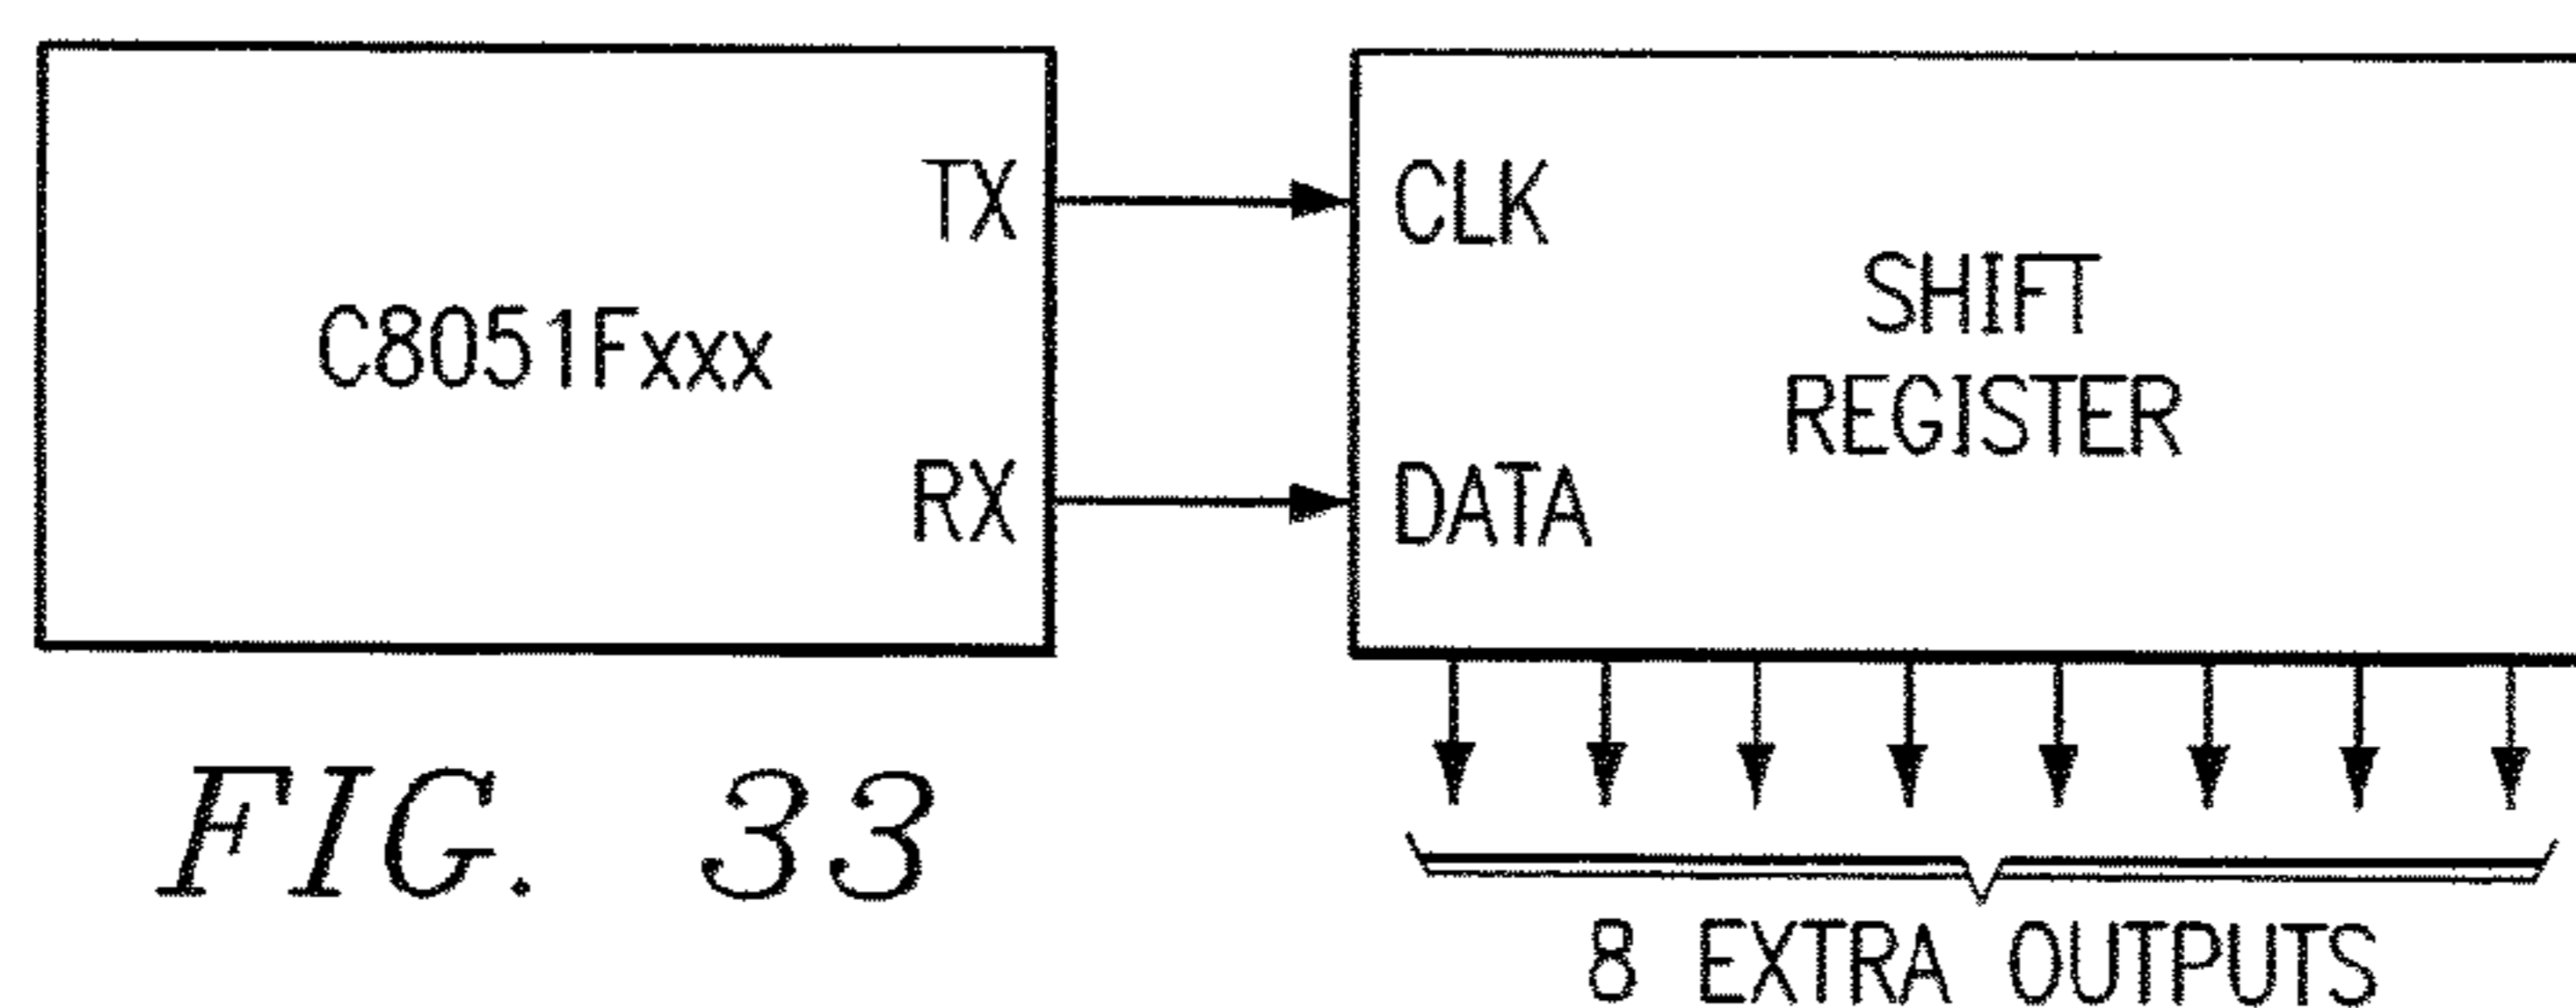 TX
C8051Fxxx
RX
CLK
SHIFT
REGISTER
DATA
FIG. 33
8 EXTRA OUTPUTS